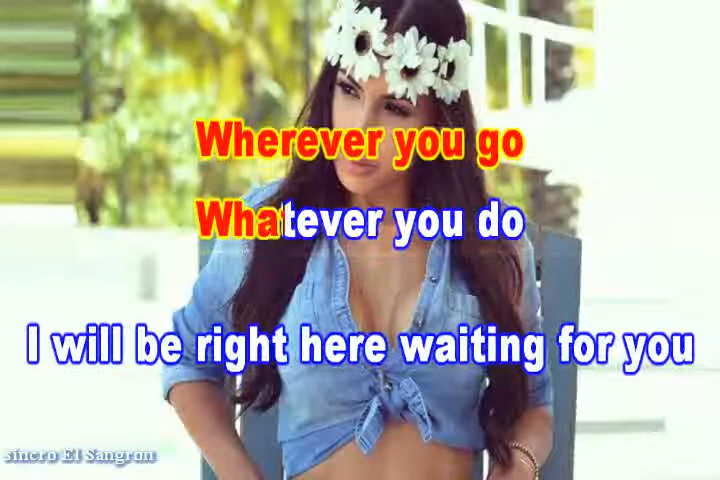 Wherever you go
Whatever you do
I will be right here waiting for you
sincro El Sangron